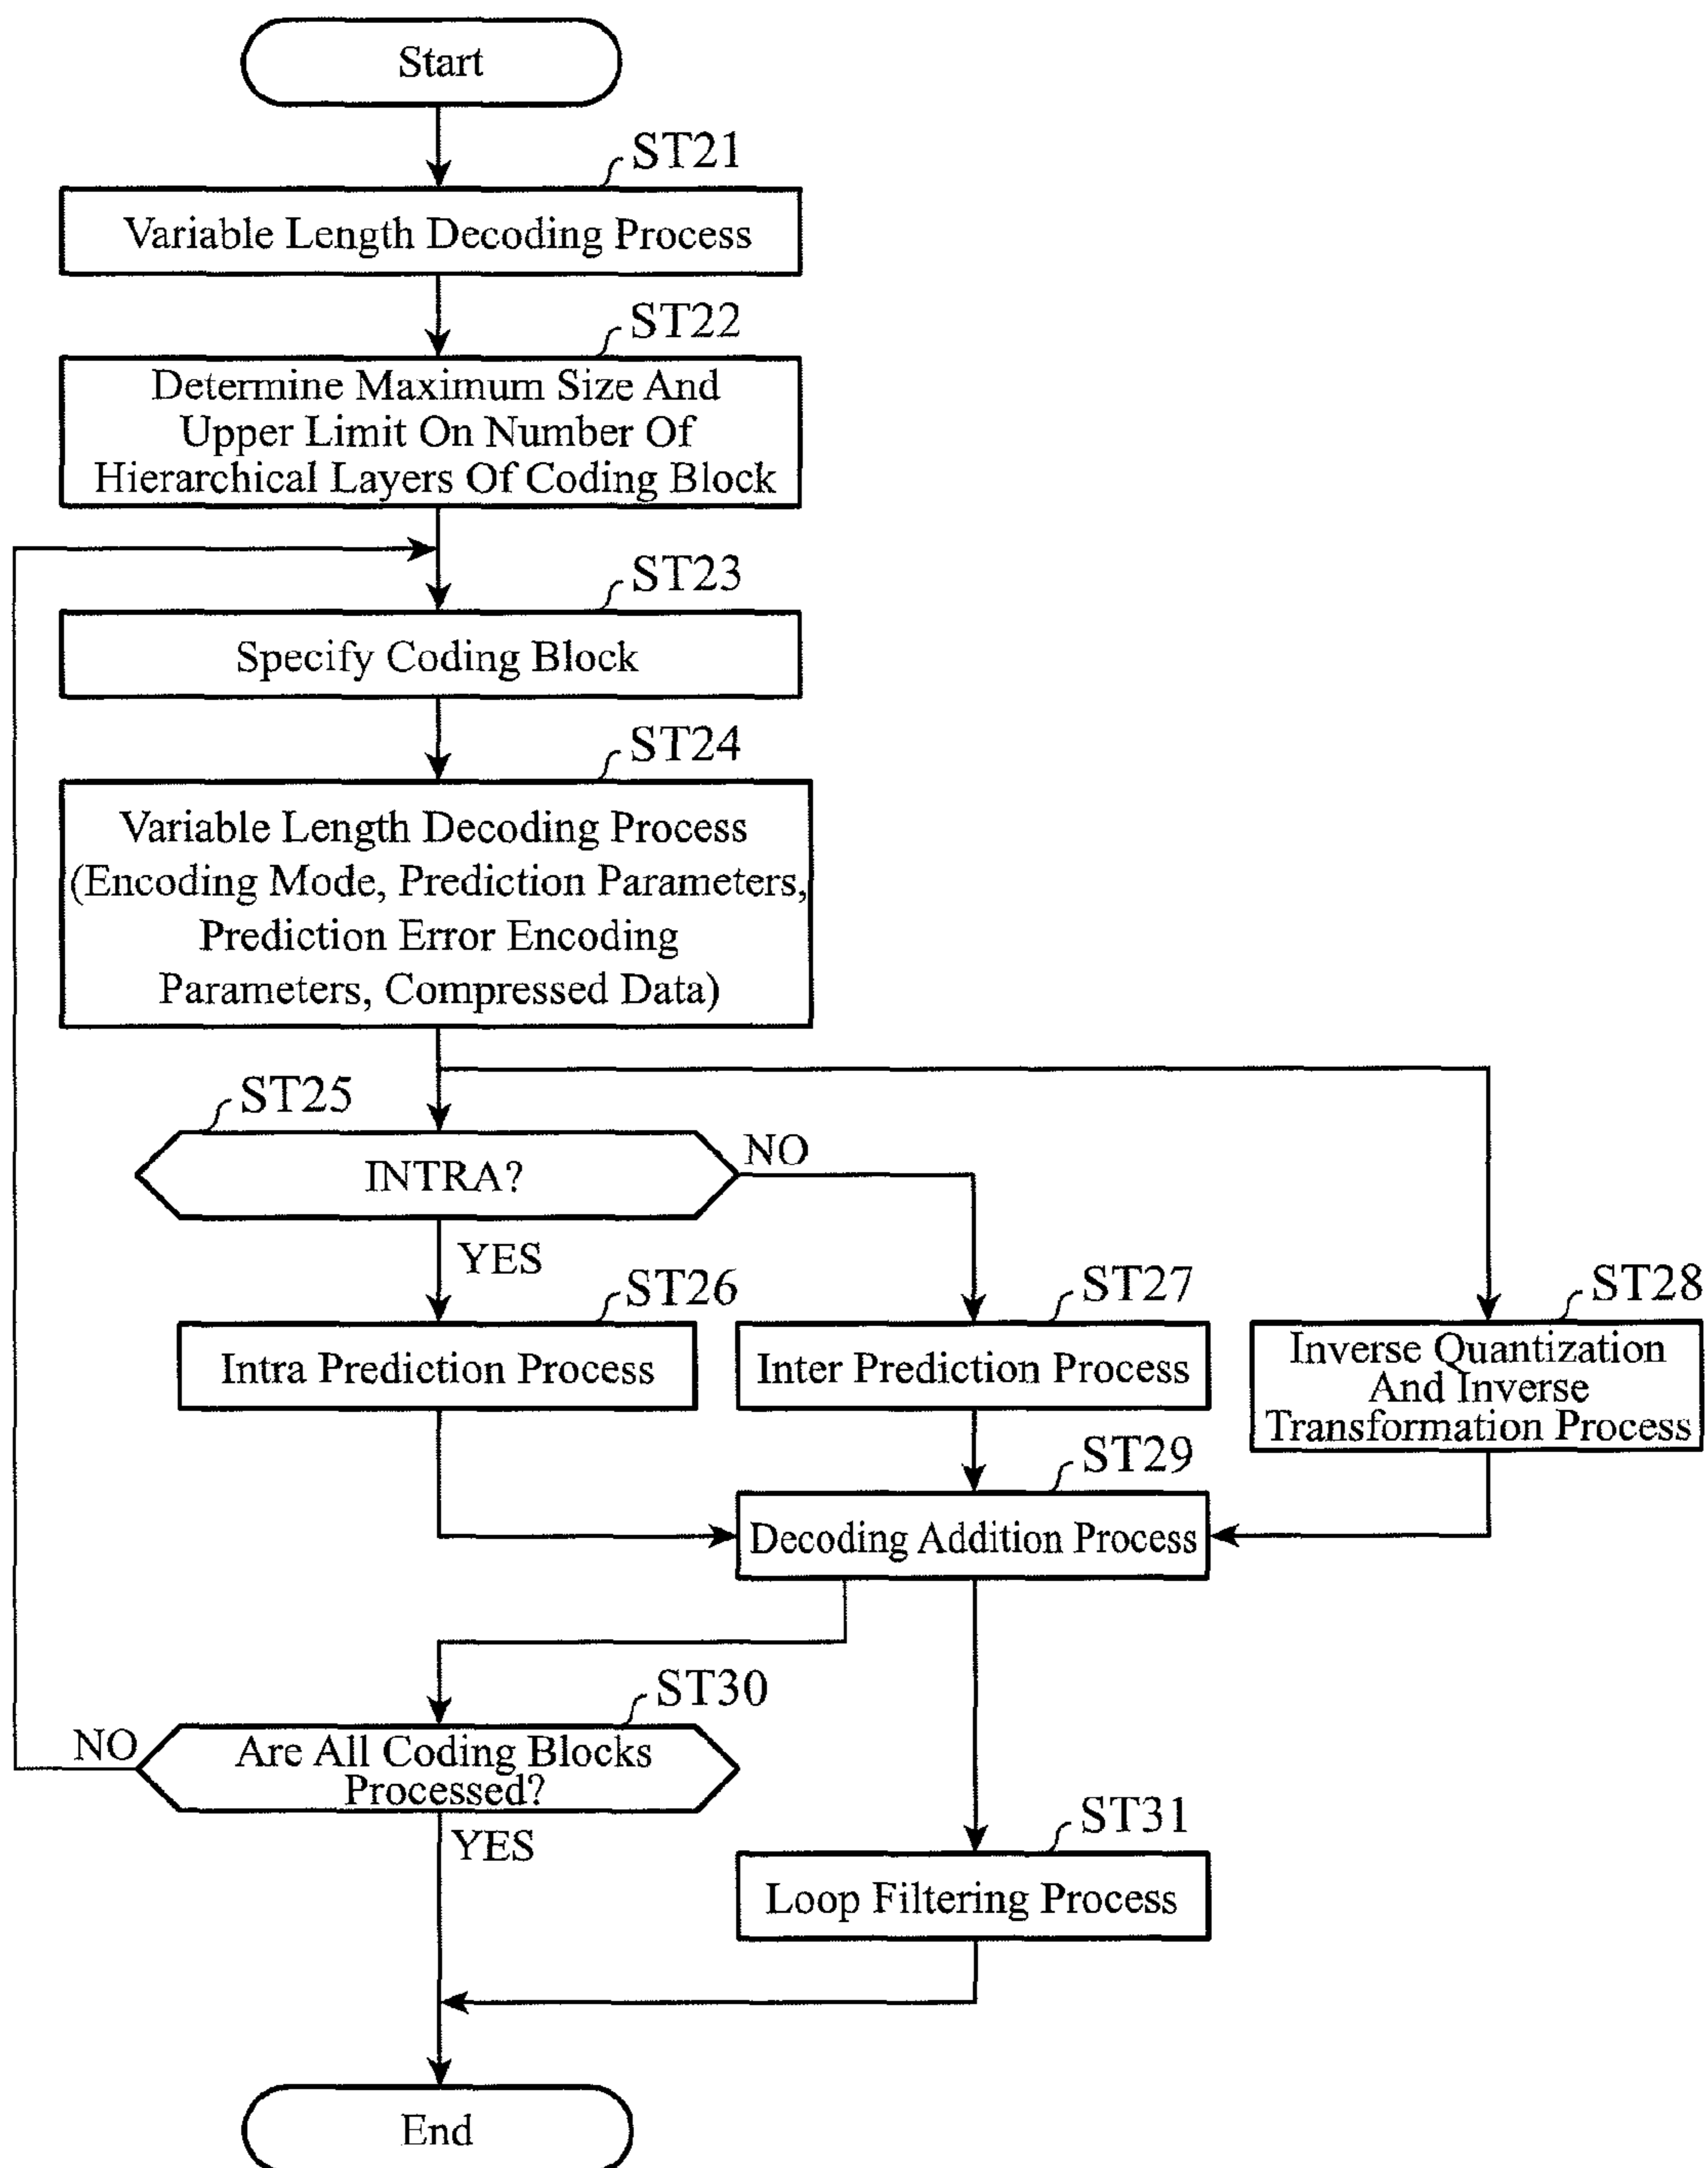 Start
ST21
Variable Length Decoding Process
ST22
Determine Maximum Size And
Upper Limit On Number Of
Hierarchical Layers Of Coding Block
ST23
Specify Coding Block
ST24
Variable Length Decoding Process
(Encoding Mode, Prediction Parameters,
Prediction Error Encoding
Parameters, Compressed Data)
ST25
INTRA?
NO
YES
ST26
Intra Prediction Process
ST27
Inter Prediction Process
ST28
Inverse Quantization
And Inverse
Transformation Process
ST29
Decoding Addition Process
ST30
Are All Coding Blocks
Processed?
NO
YES
ST31
Loop Filtering Process
End